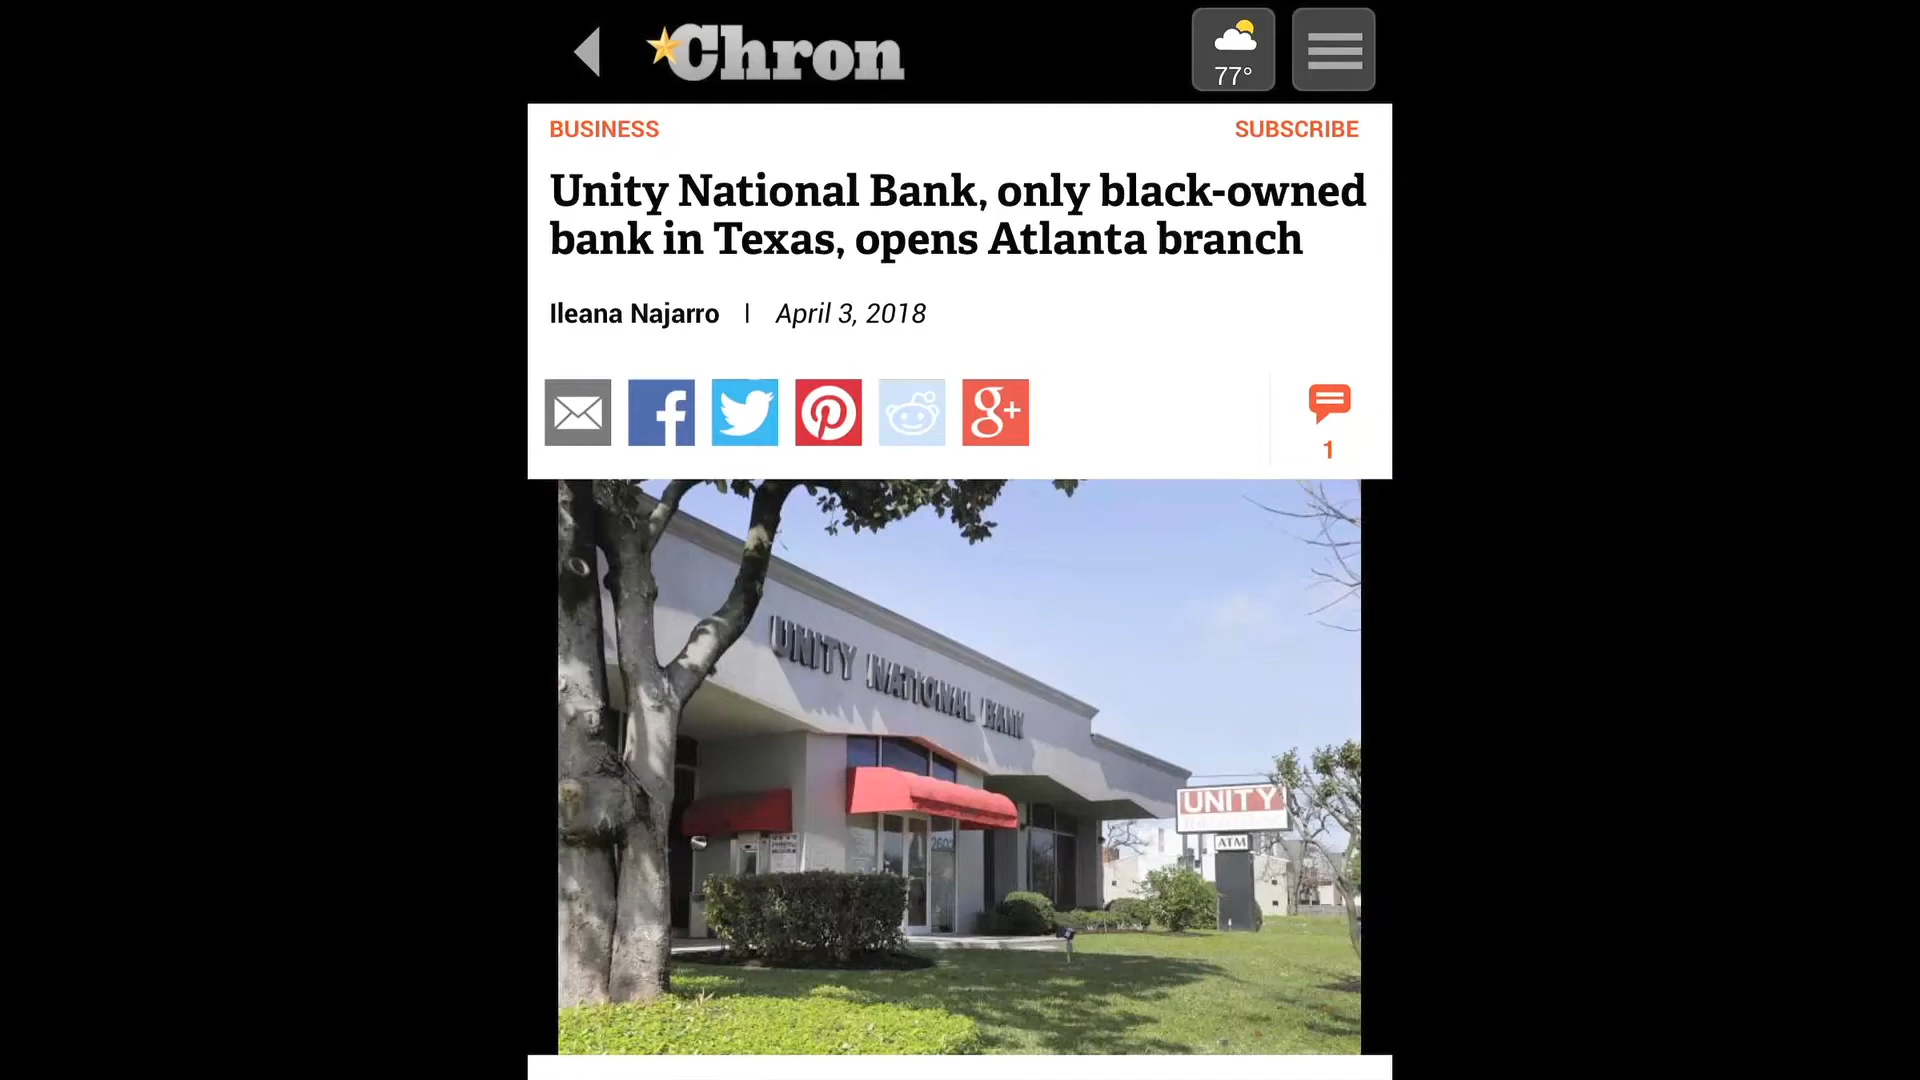 Chron
77°
BUSINESS
SUBSCRIBE
Unity National Bank, only black-owned
bank in Texas, opens Atlanta branch
Ileana Najarro | April 3, 2018
f
g+
1
UNITY NATIONAL BANK
UNITY
ATM